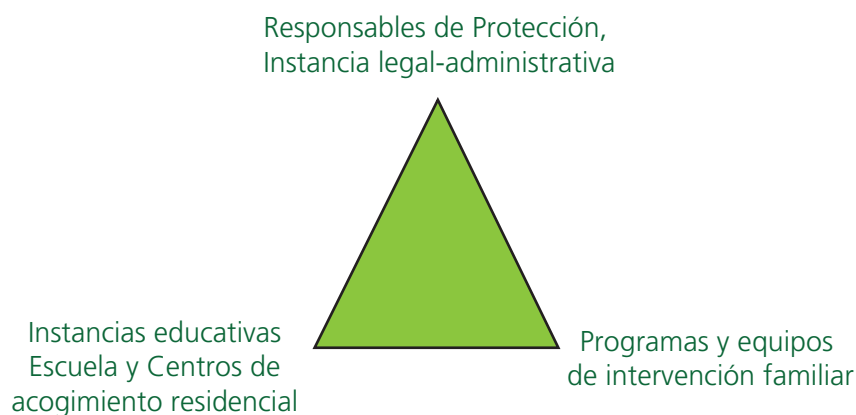 Responsables de Protección,
Instancia legal-administrativa
Instancias educativas
Escuela y Centros de
acogimiento residencial
Programas y equipos
de intervención familiar